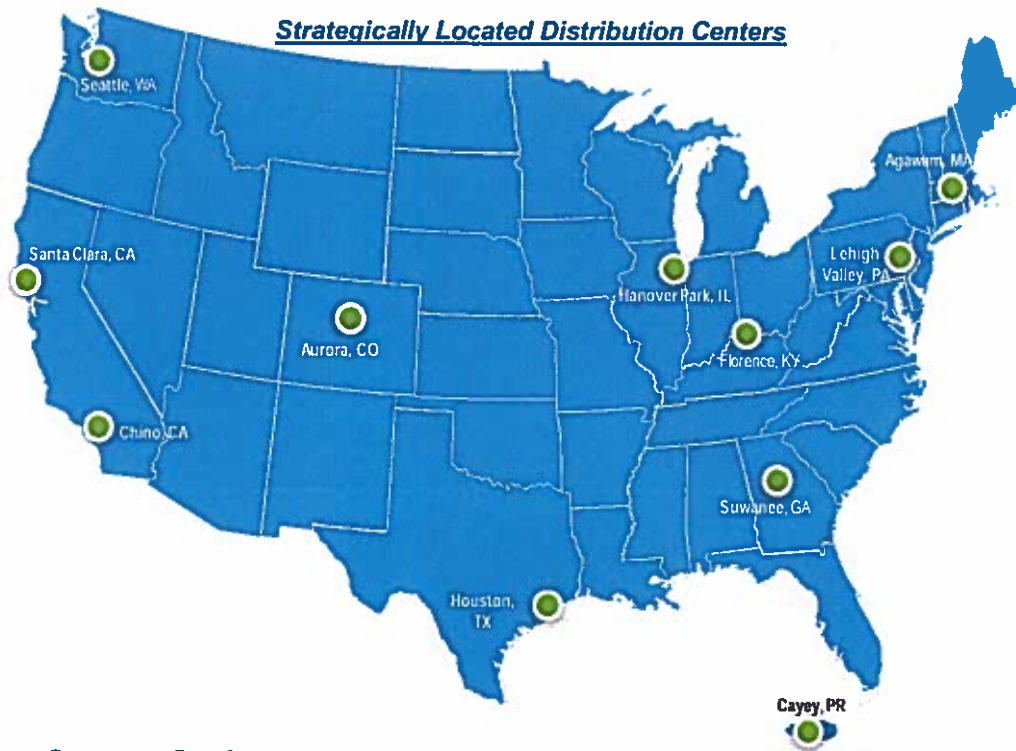 Strategically Located Distribution Centers
Seattle, WA
Agawam, MA
Santa Clara, CA
Lehigh
Valley, PA
Hanover Park, IL
Aurora, CO
Florence, KY
Chino, CA
Suwanee, GA
Houston,
TX
Cayey, PR